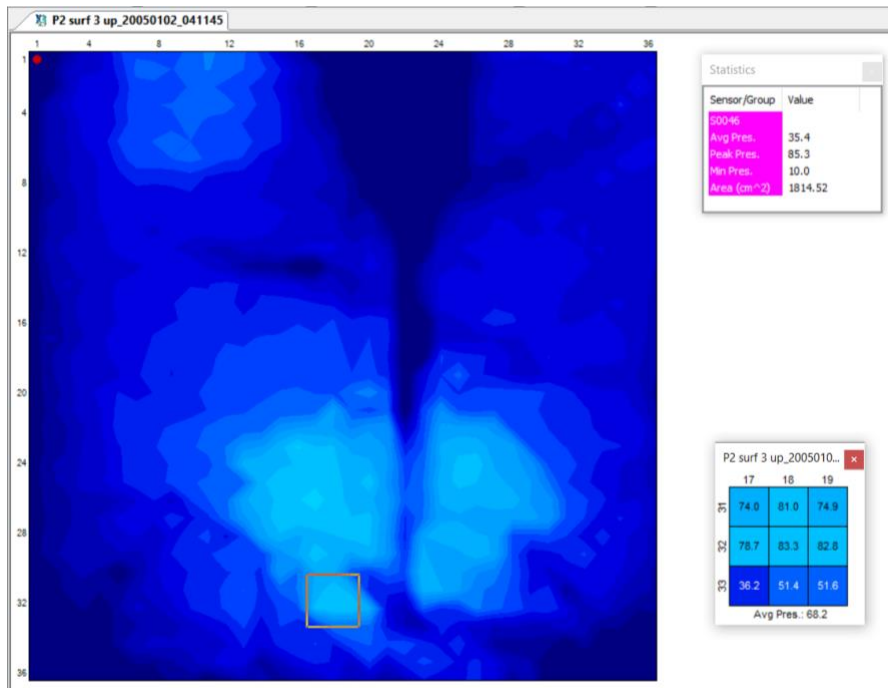 P2 surf 3 up_20050102_041145
1 4 8 12 16 20 24 28 32 36
1
4
8
12
16
20
24
28
32
36
Statistics
Sensor/Group Value
S0046
Avg Pres. 35.4
Peak Pres. 85.3
Min Pres. 10.0
Area (cm^2) 1814.52
P2 surf 3 up_2005010...
17 18 19
31 74.0 81.0 74.9
32 78.7 83.3 82.8
33 36.2 51.4 51.6
Avg Pres.: 68.2